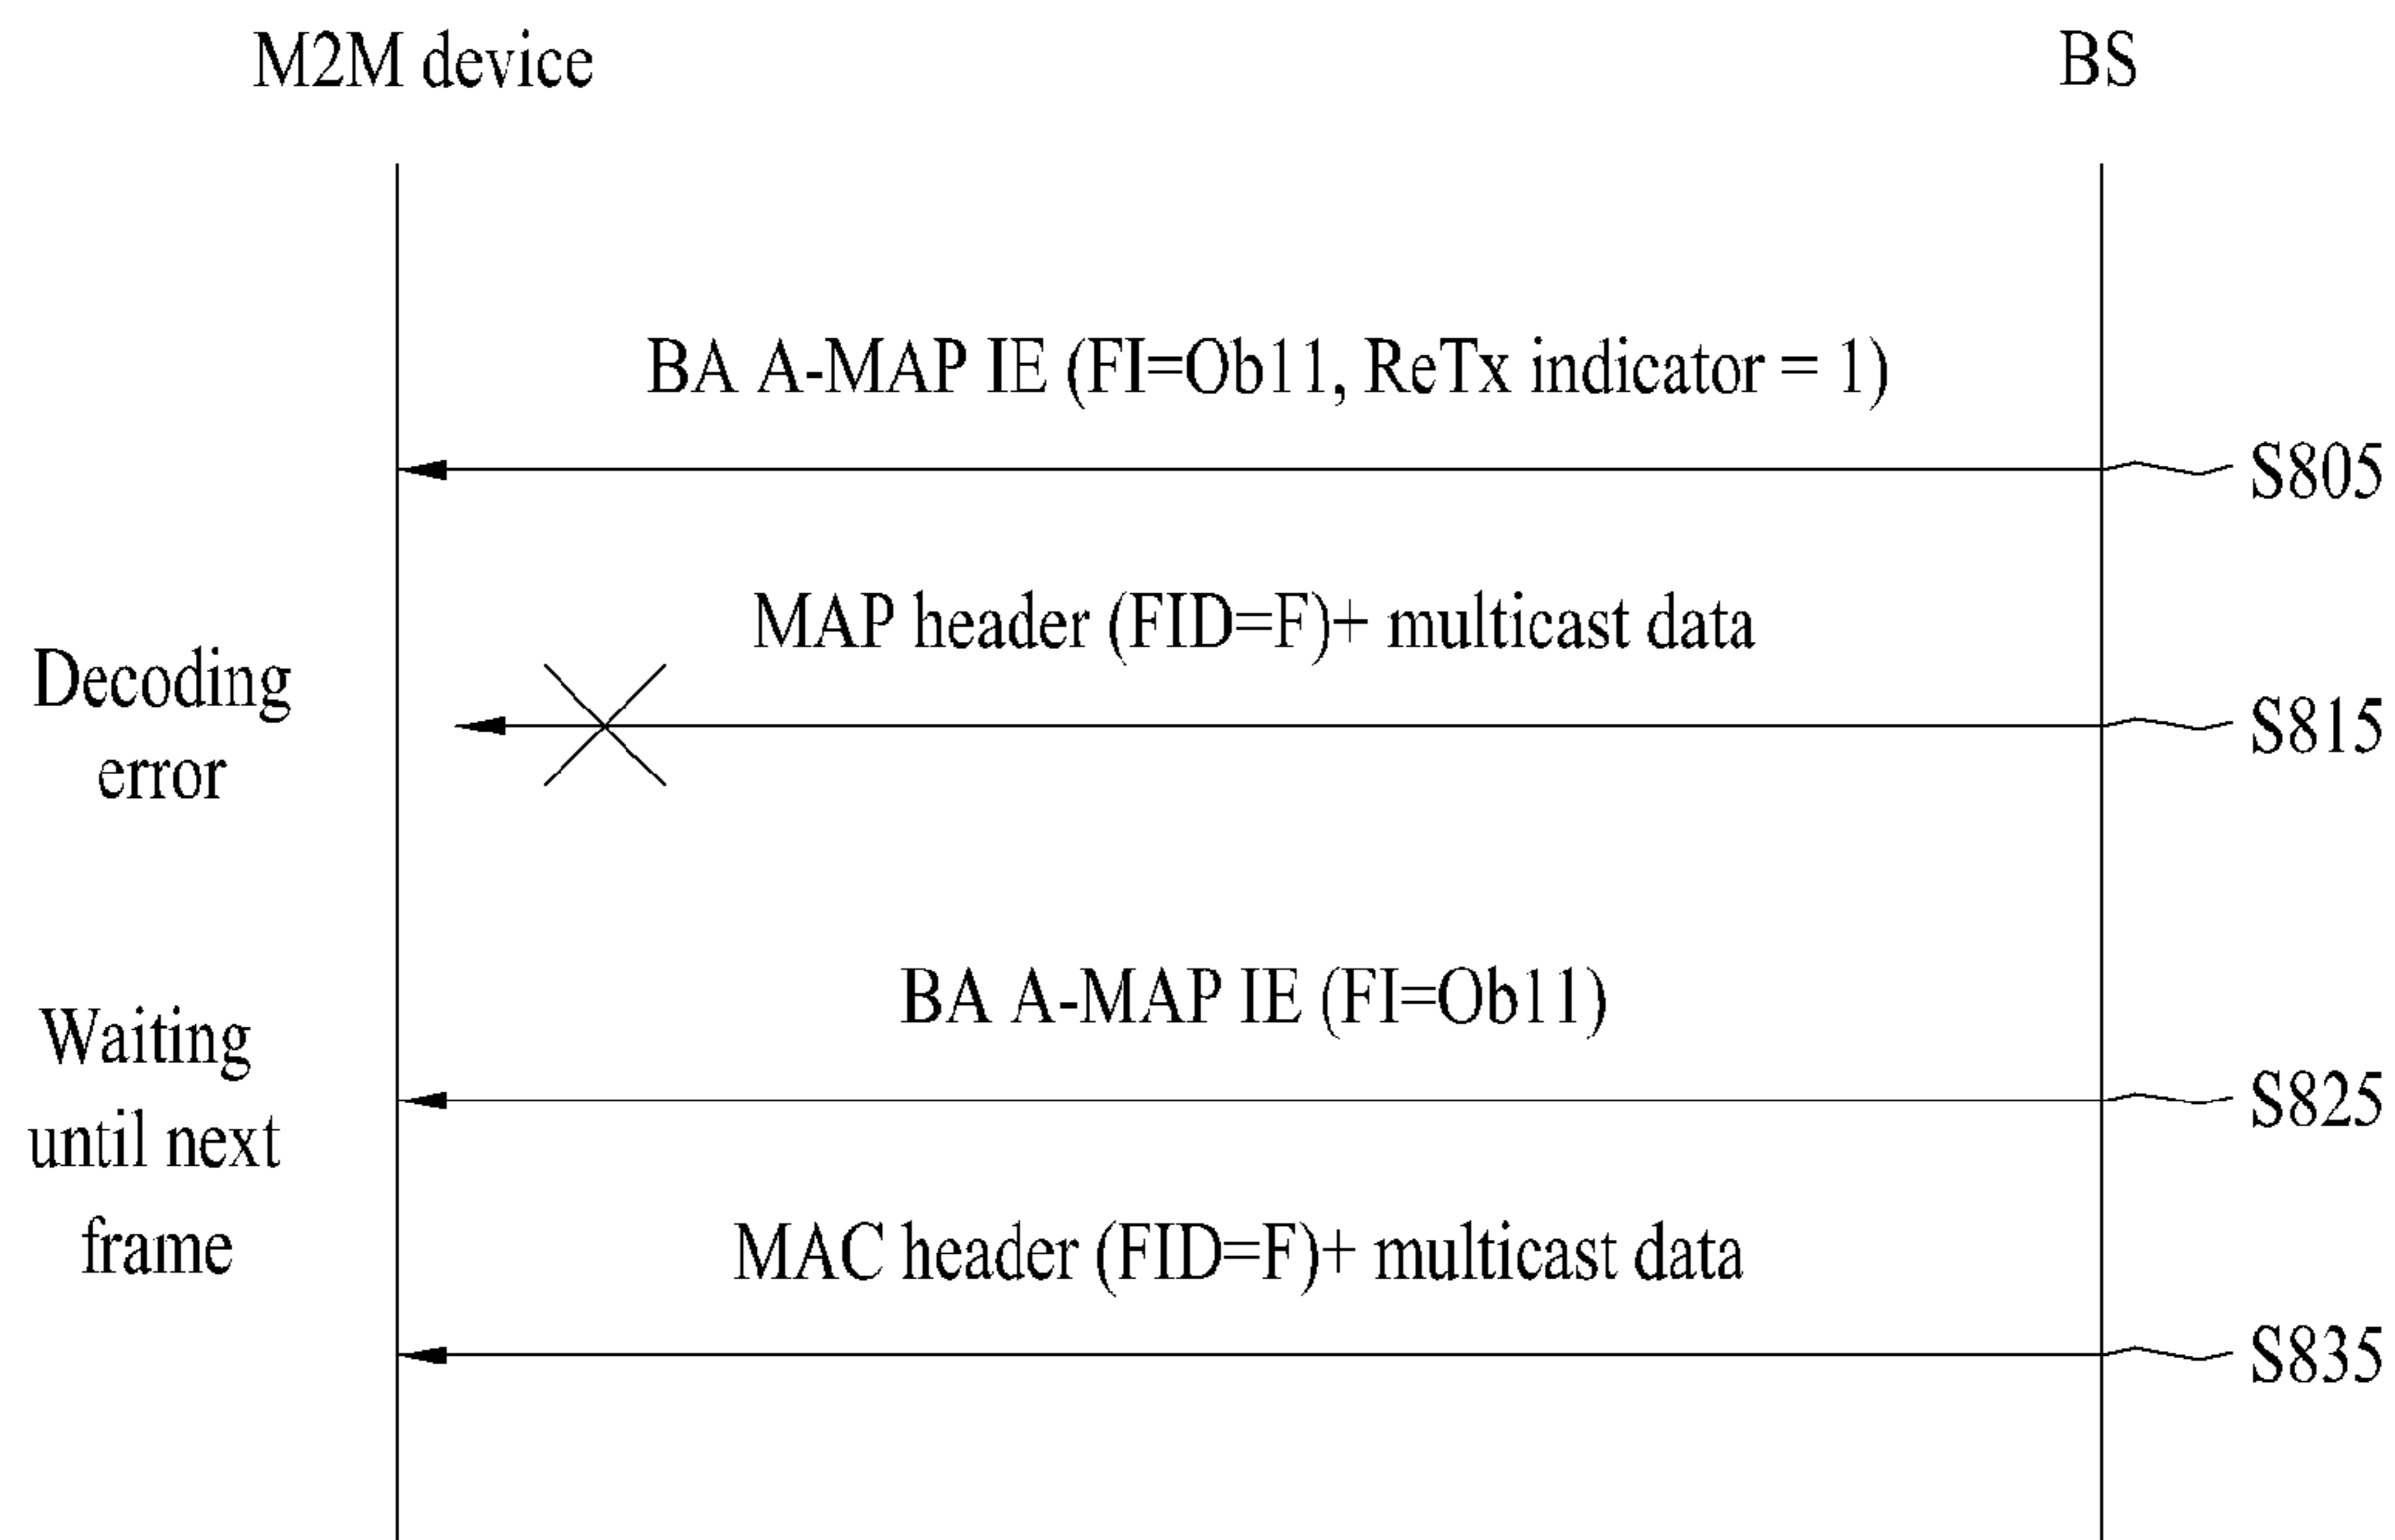 M2M device
BS
BA A-MAP IE (FI=Ob11, ReTx indicator = 1)
S805
MAP header (FID=F)+ multicast data
Decoding
error
S815
BA A-MAP IE (FI=Ob11)
Waiting
until next
frame
S825
MAC header (FID=F)+ multicast data
S835